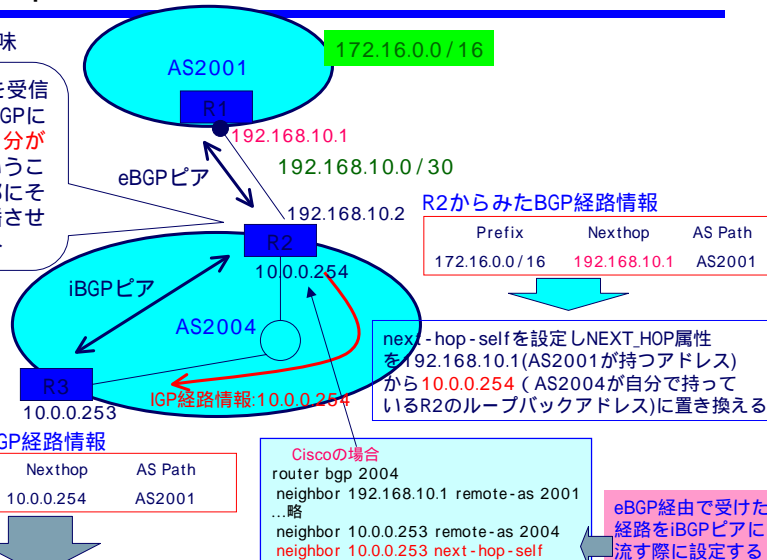 味
172.16.0.0/16
AS2001
を受信
GPに
分が
いうこ
部にそ
播させ
R1
192.168.10.1
192.168.10.0/30
eBGPピア
192.168.10.2
R2
10.0.0.254
R2からみたBGP経路情報
Prefix Nexthop AS Path
172.16.0.0/16 192.168.10.1 AS2001
iBGPピア
AS2004
next-hop-selfを設定しNEXT_HOP属性
を192.168.10.1(AS2001が持つアドレス)
から10.0.0.254(AS2004が自分で持って
いるR2のループバックアドレス)に置き換える
R3
10.0.0.253
IGP経路情報:10.0.0.254
GP経路情報
Nexthop AS Path
10.0.0.254 AS2001
Ciscoの場合
router bgp 2004
neighbor 192.168.10.1 remote-as 2001
...略
neighbor 10.0.0.253 remote-as 2004
neighbor 10.0.0.253 next-hop-self
eBGP経由で受けた
経路をiBGPピアに
流す際に設定する